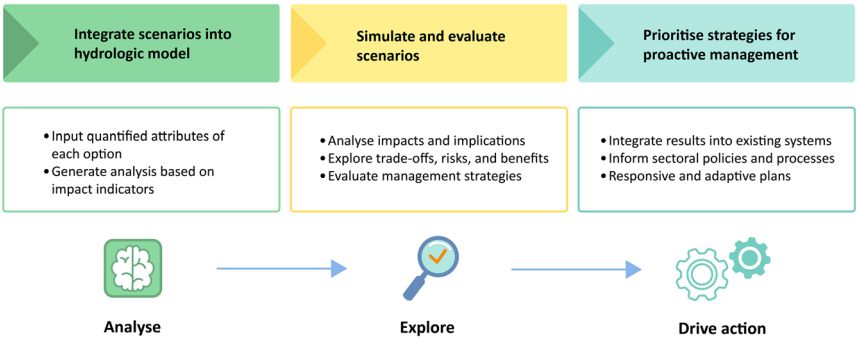 Integrate scenarios into
hydrologic model
Simulate and evaluate
scenarios
Prioritise strategies for
proactive management
• Input quantified attributes of
each option
• Generate analysis based on
impact indicators
• Analyse impacts and implications
• Explore trade-offs, risks, and benefits
• Evaluate management strategies
• Integrate results into existing systems
• Inform sectoral policies and processes
• Responsive and adaptive plans
Analyse
Explore
Drive action